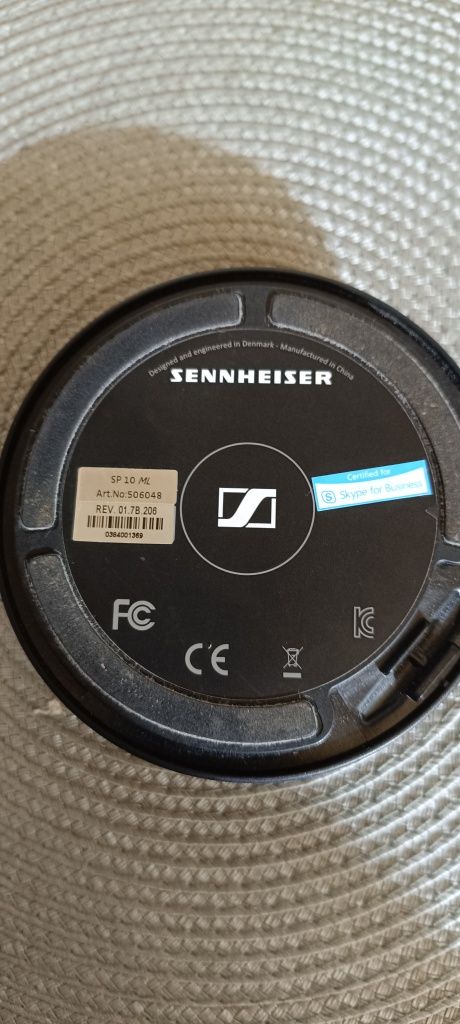 Designed and engineered in Denmark - Manufactured in China
SENNHEISER
SP 10 ML
Art.No:506048
REV. 01.7B.206
0384001369
Certified for
S Skype for Business
FC
CE